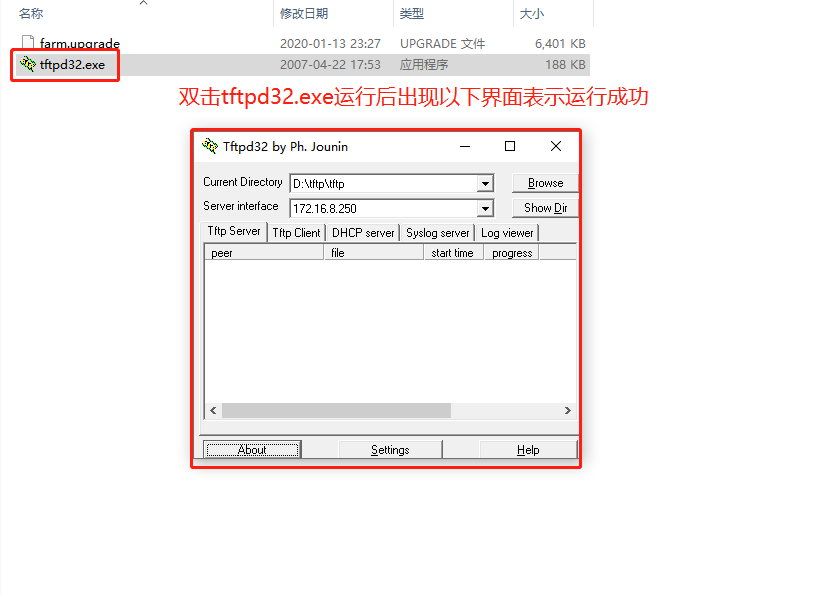 名称 修改日期 类型 大小
farm.upgrade 2020-01-13 23:27 UPGRADE 文件 6,401 KB
tftpd32.exe 2007-04-22 17:53 应用程序 188 KB
双击tftpd32.exe运行后出现以下界面表示运行成功
Tftpd32 by Ph. Jounin
Current Directory D:\tftp\tftp Browse
Server interface 172.16.8.250 Show Dir
Tftp Server Tftp Client DHCP server Syslog server Log viewer
peer file start time progress
About Settings Help